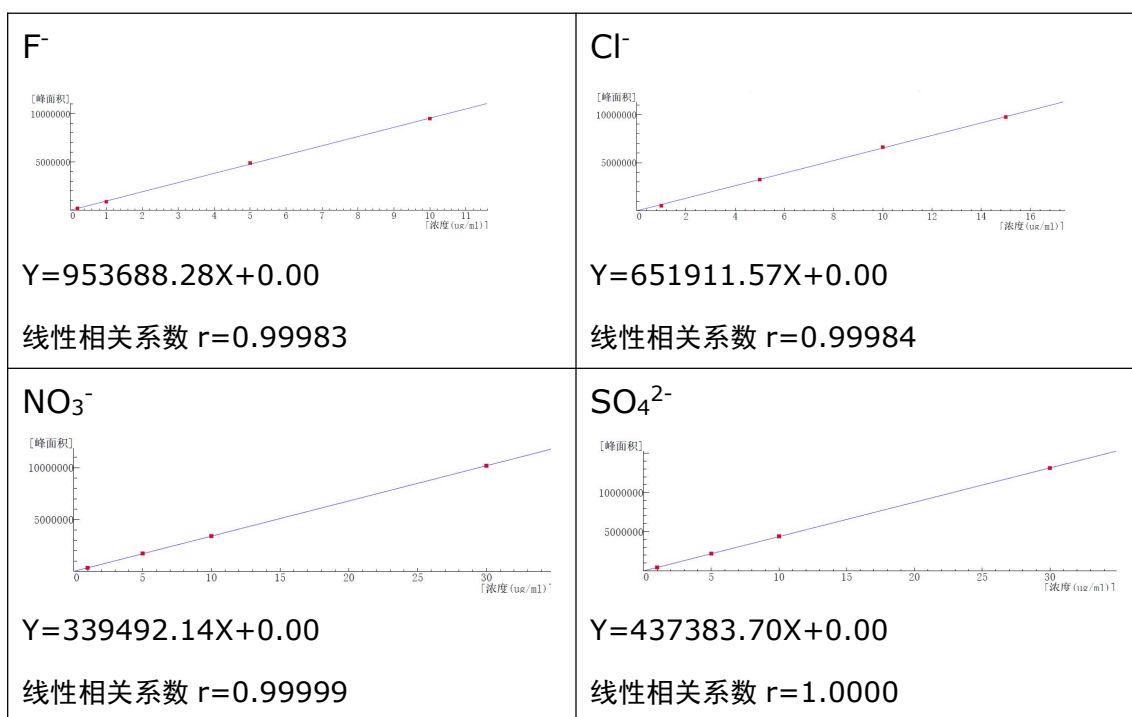 F⁻
[峰面积]
10000000
5000000
0 1 2 3 4 5 6 7 8 9 10 11
[浓度(ug/ml)]
Y=953688.28X+0.00
线性相关系数 r=0.99983
Cl⁻
[峰面积]
10000000
5000000
0 2 4 6 8 10 12 14 16
[浓度(ug/ml)]
Y=651911.57X+0.00
线性相关系数 r=0.99984
NO₃⁻
[峰面积]
10000000
5000000
0 5 10 15 20 25 30
[浓度(ug/ml)]
Y=339492.14X+0.00
线性相关系数 r=0.99999
SO₄²⁻
[峰面积]
10000000
5000000
0 5 10 15 20 25 30
[浓度(ug/ml)]
Y=437383.70X+0.00
线性相关系数 r=1.0000